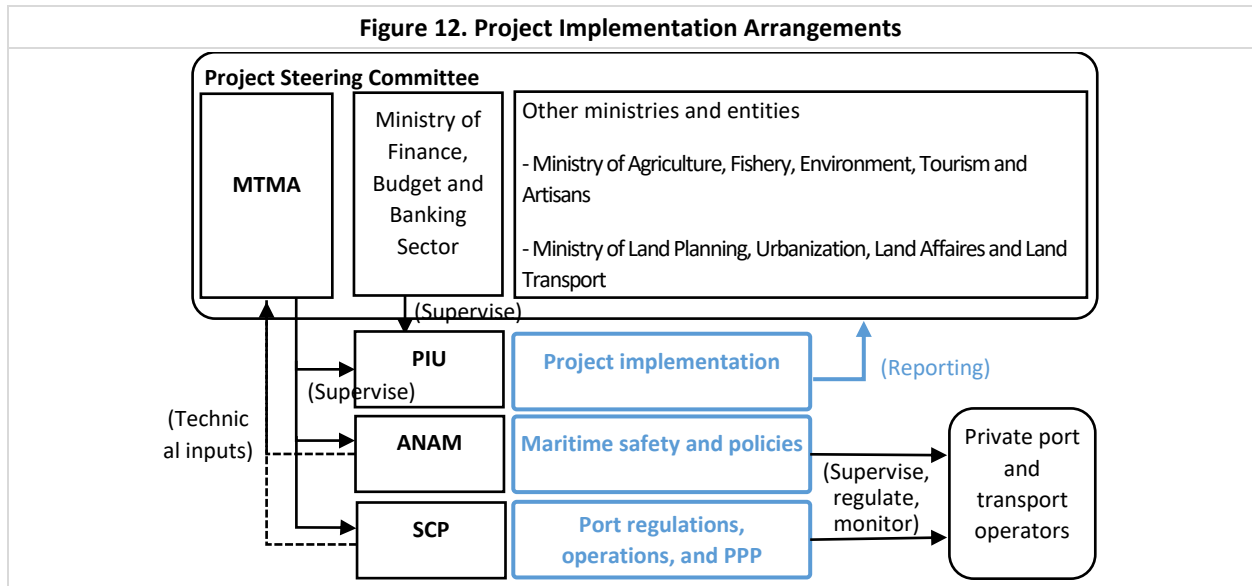 Figure 12. Project Implementation Arrangements
Project Steering Committee
MTMA
Ministry of
Finance,
Budget and
Banking
Sector
Other ministries and entities
- Ministry of Agriculture, Fishery, Environment, Tourism and
Artisans
- Ministry of Land Planning, Urbanization, Land Affaires and Land
Transport
(Supervise)
PIU
Project implementation
(Reporting)
(Supervise)
(Technic
al inputs)
ANAM
Maritime safety and policies
(Supervise,
regulate,
monitor)
Private port
and
transport
operators
SCP
Port regulations,
operations, and PPP